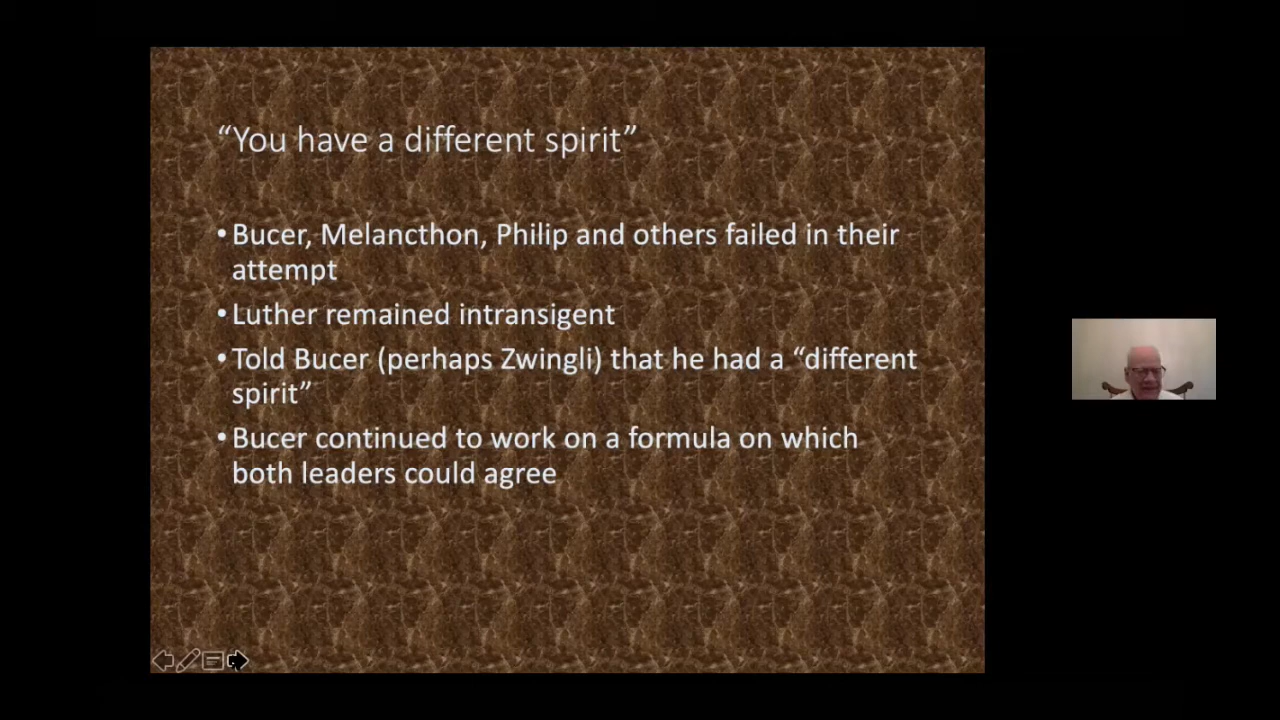 “You have a different spirit”
•Bucer, Melancthon, Philip and others failed in their
attempt
•Luther remained intransigent
•Told Bucer (perhaps Zwingli) that he had a “different
spirit”
•Bucer continued to work on a formula on which
both leaders could agree